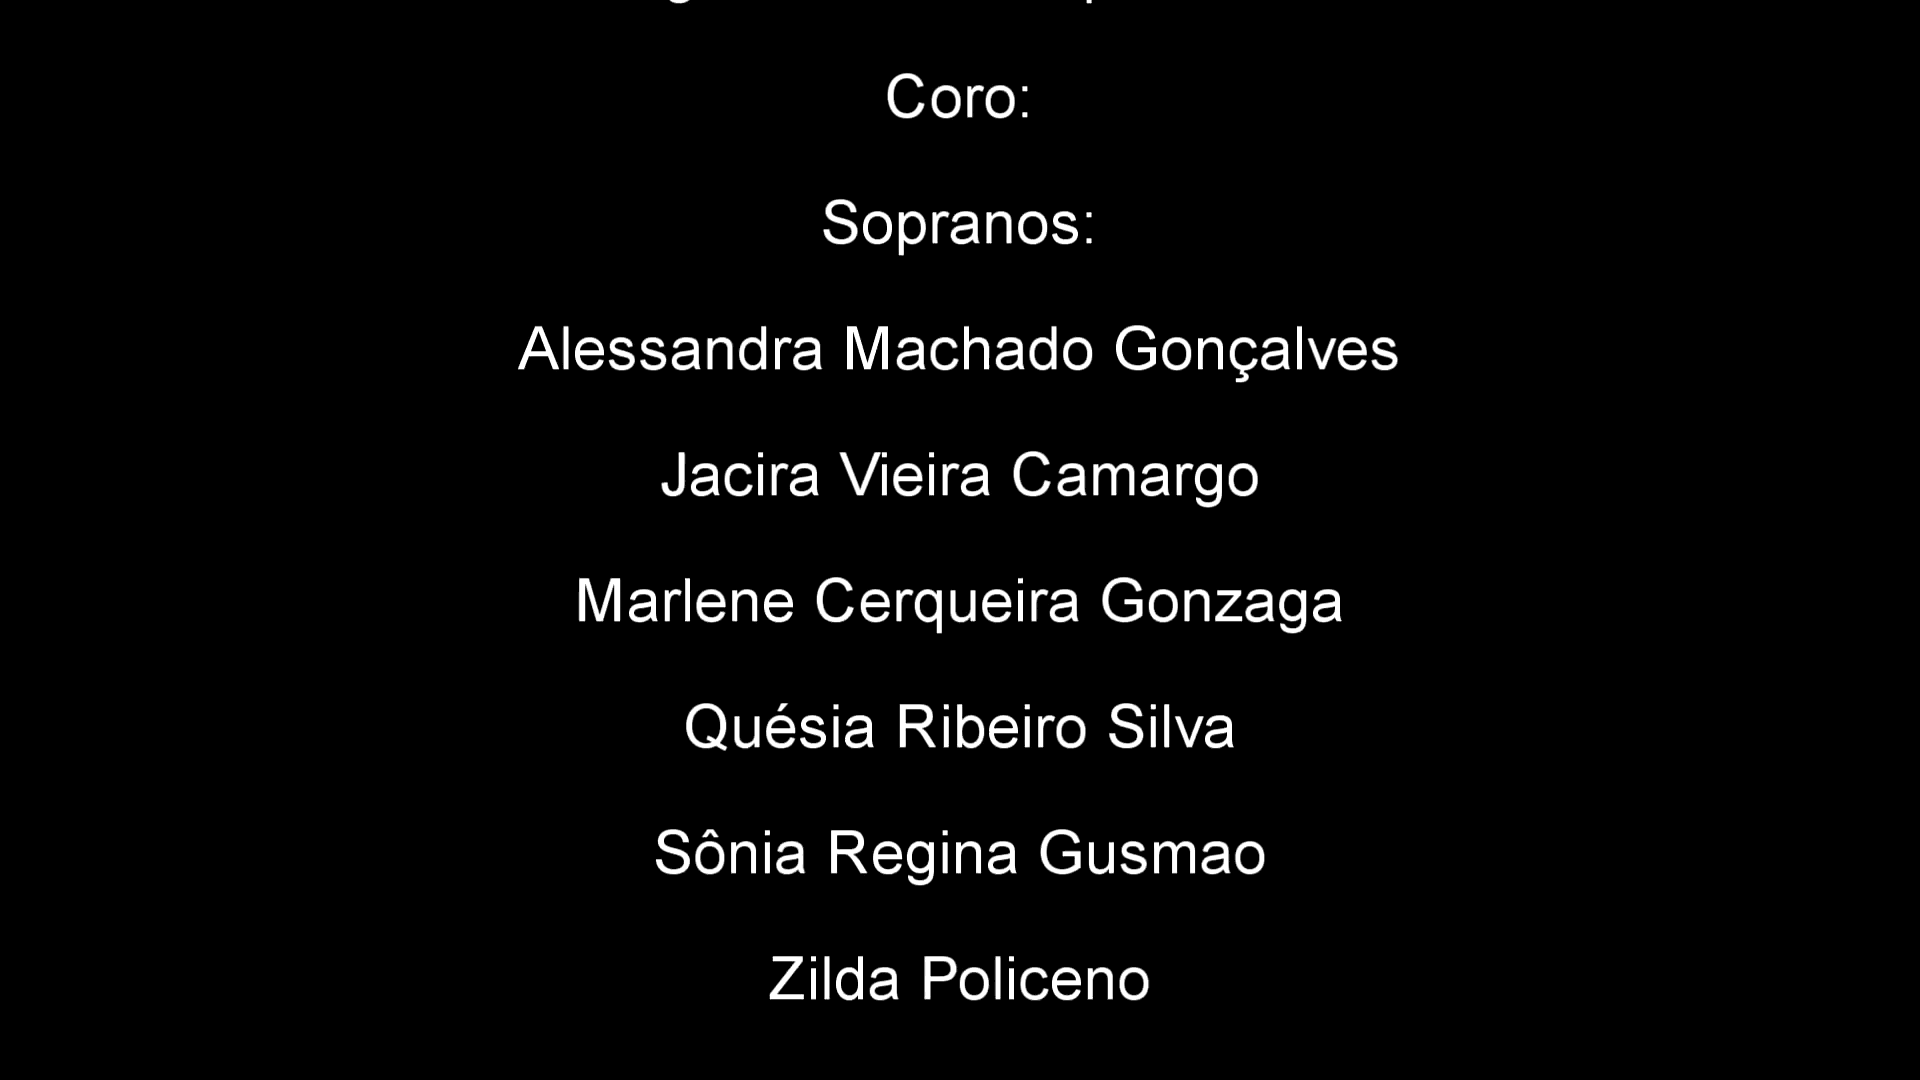 Coro:
Sopranos:
Alessandra Machado Gonçalves
Jacira Vieira Camargo
Marlene Cerqueira Gonzaga
Quésia Ribeiro Silva
Sônia Regina Gusmao
Zilda Policeno